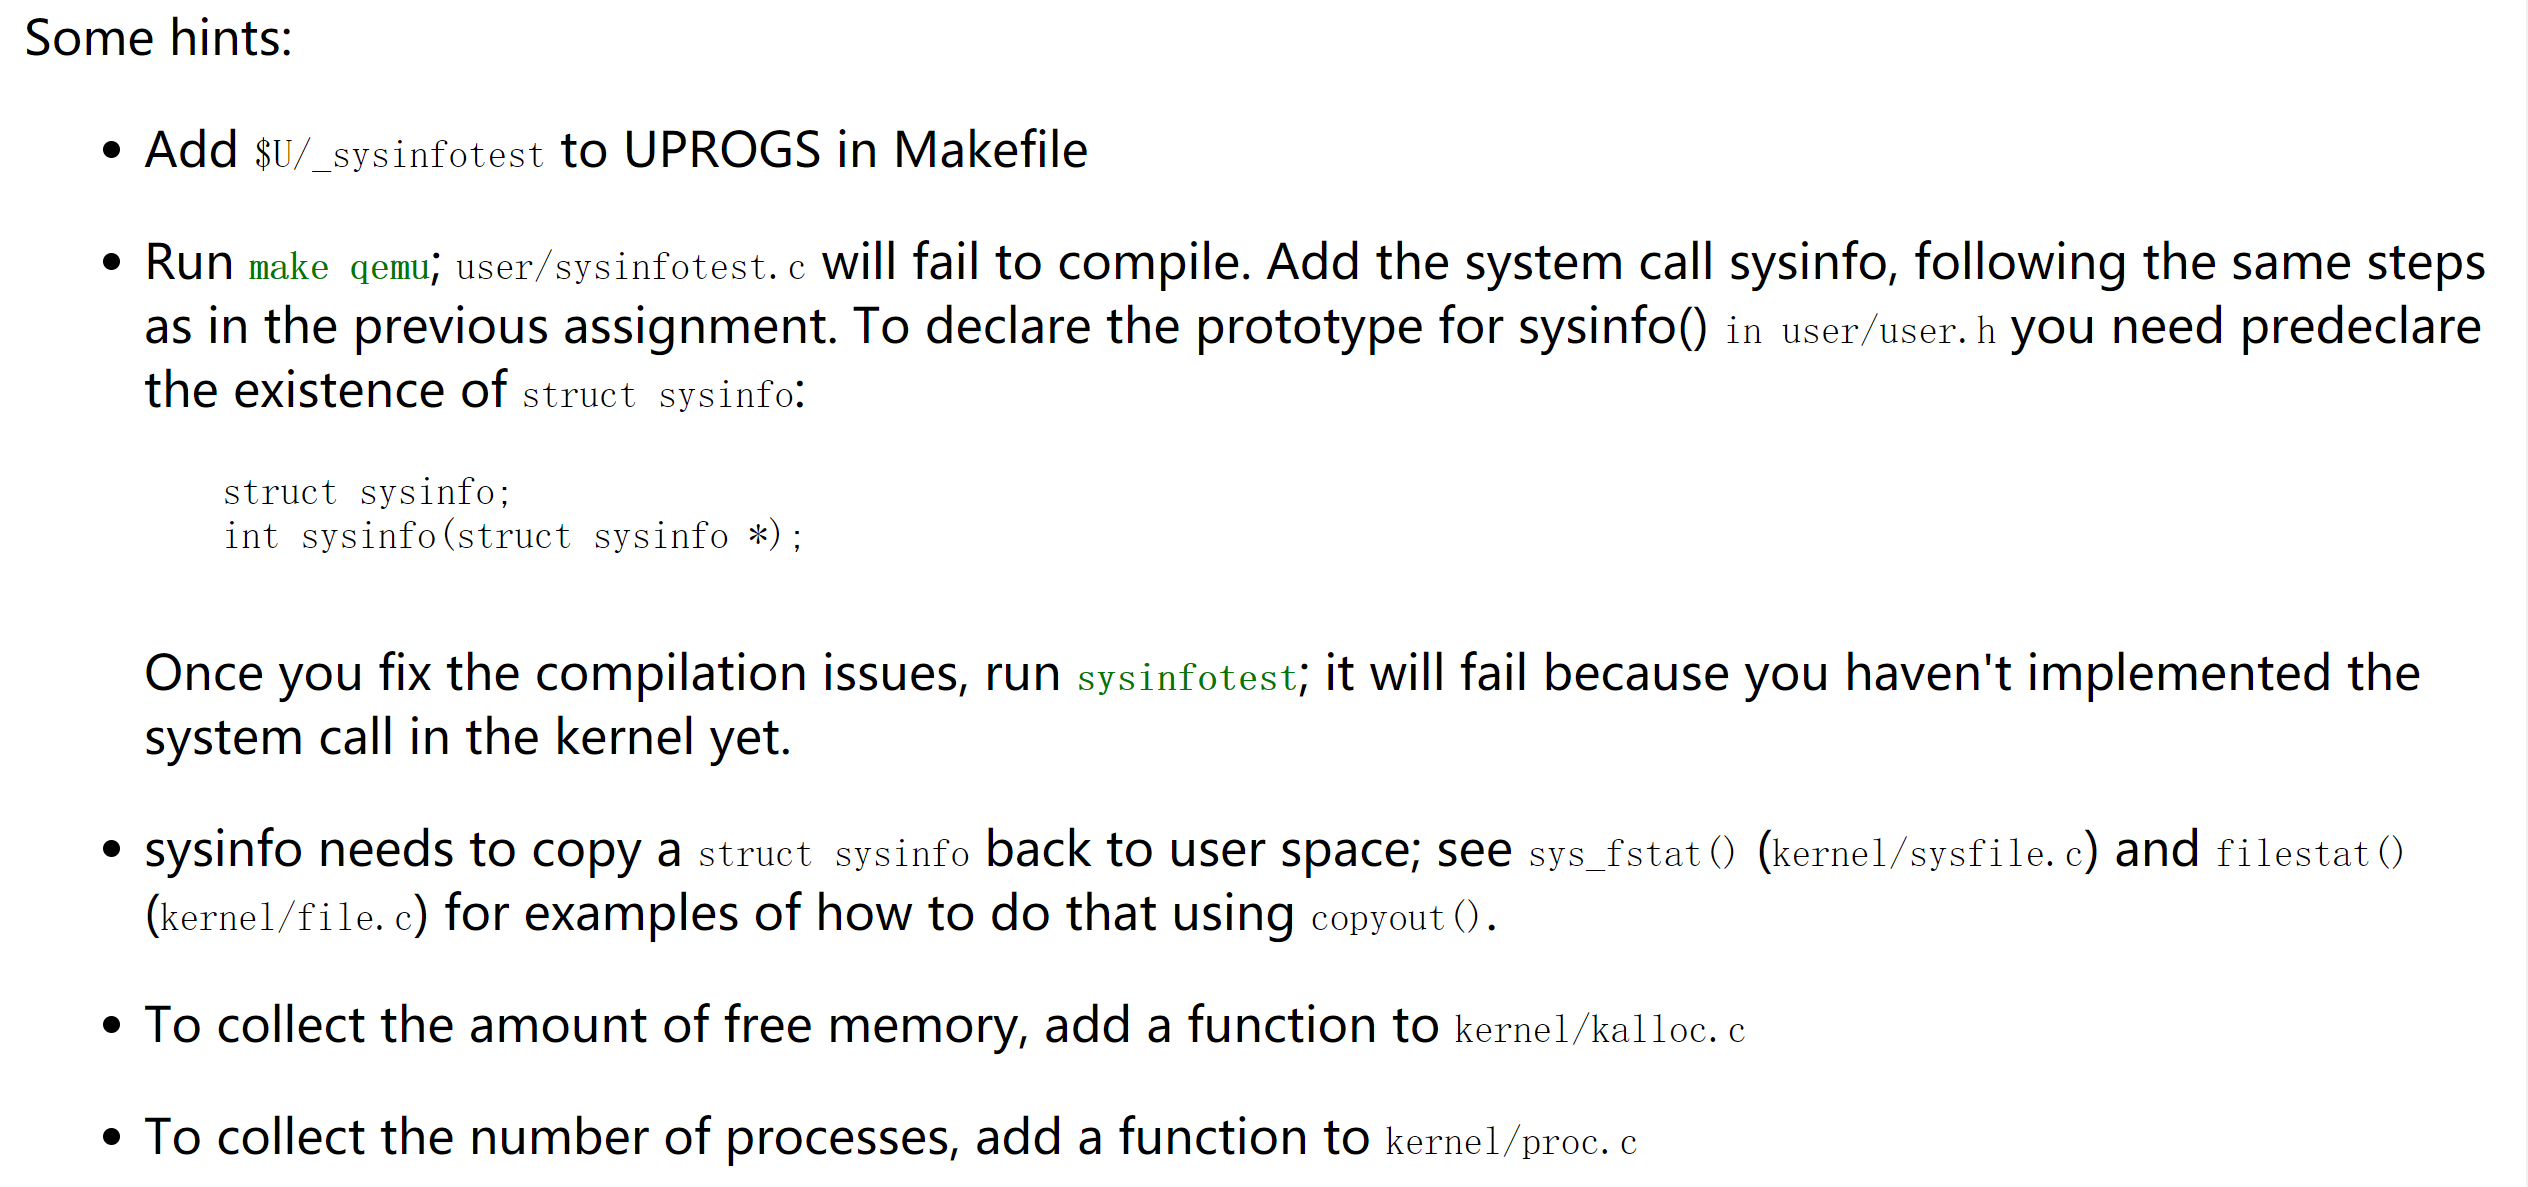 Some hints:
• Add $U/_sysinfotest to UPROGS in Makefile
• Run make qemu; user/sysinfotest.c will fail to compile. Add the system call sysinfo, following the same steps
as in the previous assignment. To declare the prototype for sysinfo() in user/user.h you need predeclare
the existence of struct sysinfo:
struct sysinfo;
int sysinfo(struct sysinfo *);
Once you fix the compilation issues, run sysinfotest; it will fail because you haven't implemented the
system call in the kernel yet.
• sysinfo needs to copy a struct sysinfo back to user space; see sys_fstat() (kernel/sysfile.c) and filestat()
(kernel/file.c) for examples of how to do that using copyout().
• To collect the amount of free memory, add a function to kernel/kalloc.c
• To collect the number of processes, add a function to kernel/proc.c